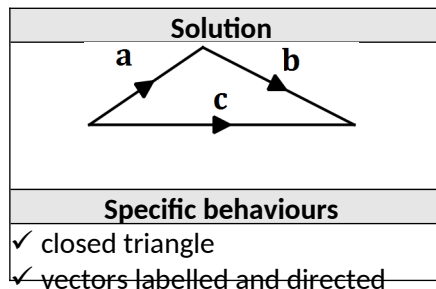 Solution
a
b
c
Specific behaviours
✓ closed triangle
✓ vectors labelled and directed